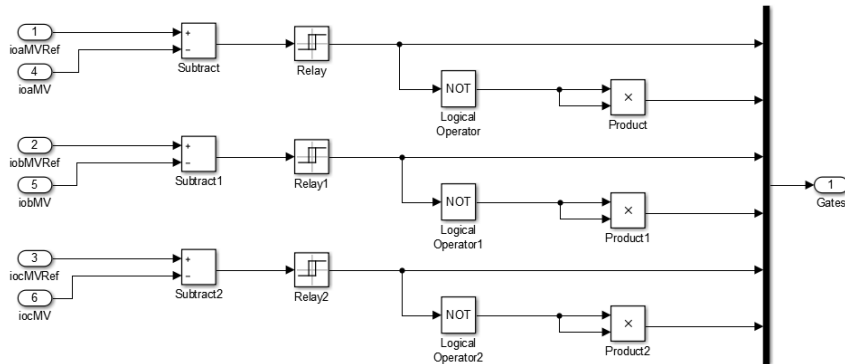 1
ioaMVRef
4
ioaMV
+
−
Subtract
Relay
NOT
Logical
Operator
×
Product
2
iobMVRef
5
iobMV
+
−
Subtract1
Relay1
NOT
Logical
Operator1
×
Product1
3
iocMVRef
6
iocMV
+
−
Subtract2
Relay2
NOT
Logical
Operator2
×
Product2
1
Gates